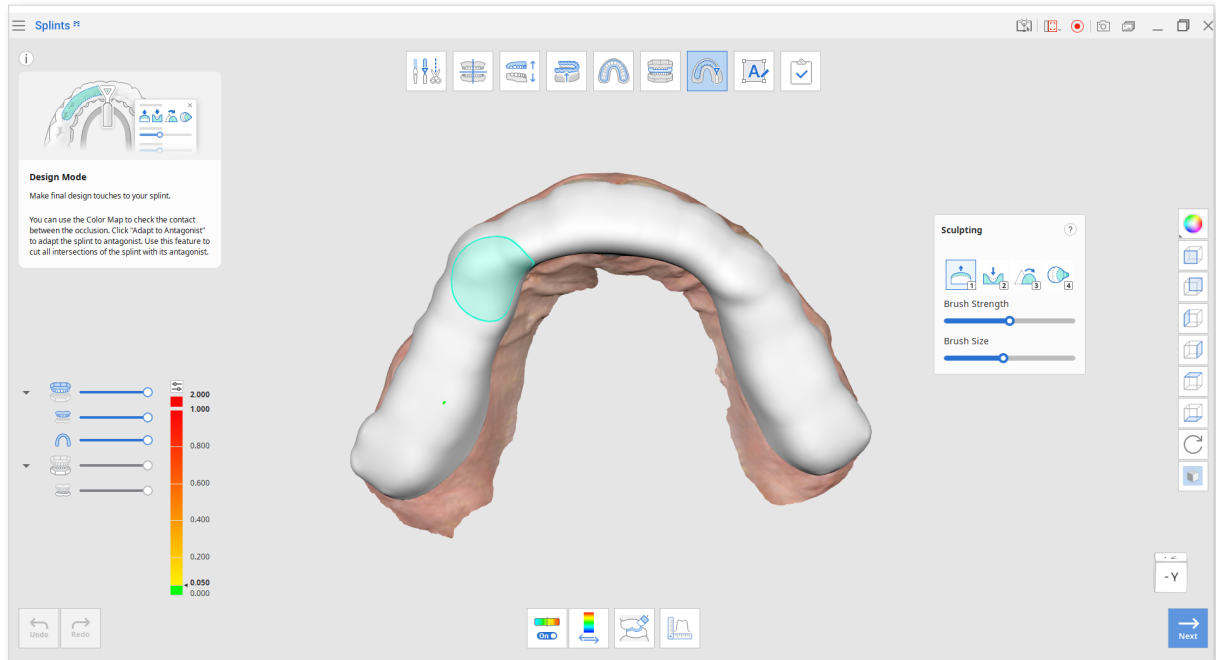 Splints
Design Mode
Make final design touches to your splint.
You can use the Color Map to check the contact
between the occlusion. Click "Adapt to Antagonist"
to adapt the splint to antagonist. Use this feature to
cut all intersections of the splint with its antagonist.
A
Sculpting
?
1
2
3
4
Brush Strength
Brush Size
2.000
1.000
0.800
0.600
0.400
0.200
0.050
0.000
- Y
Undo
Redo
On
Next